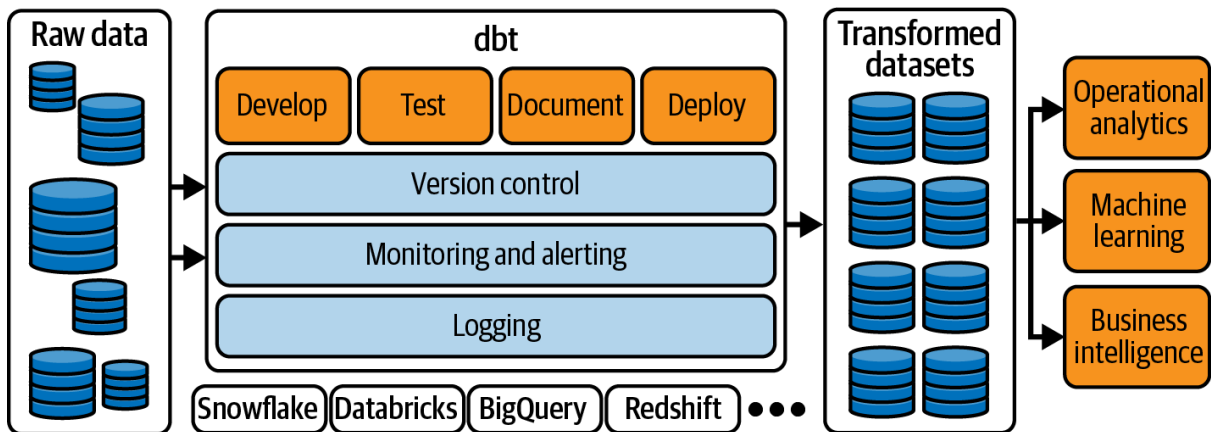 Raw data
dbt
Develop
Test
Document
Deploy
Version control
Monitoring and alerting
Logging
Snowflake
Databricks
BigQuery
Redshift
Transformed
datasets
Operational
analytics
Machine
learning
Business
intelligence